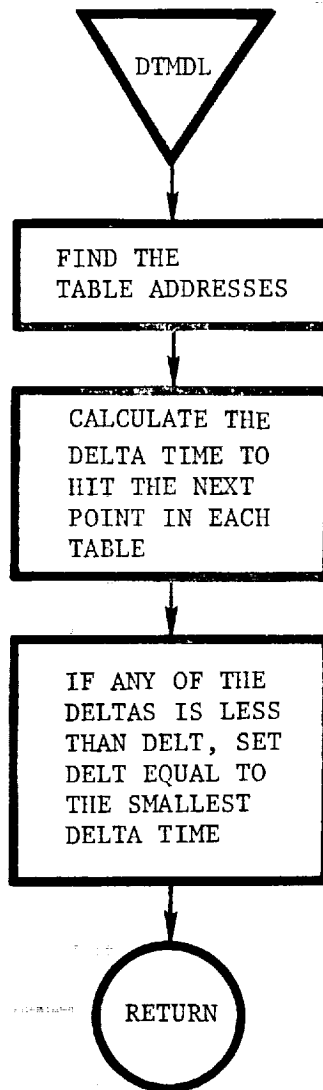 DTMDL
FIND THE
TABLE ADDRESSES
CALCULATE THE
DELTA TIME TO
HIT THE NEXT
POINT IN EACH
TABLE
IF ANY OF THE
DELTAS IS LESS
THAN DELT, SET
DELT EQUAL TO
THE SMALLEST
DELTA TIME
RETURN